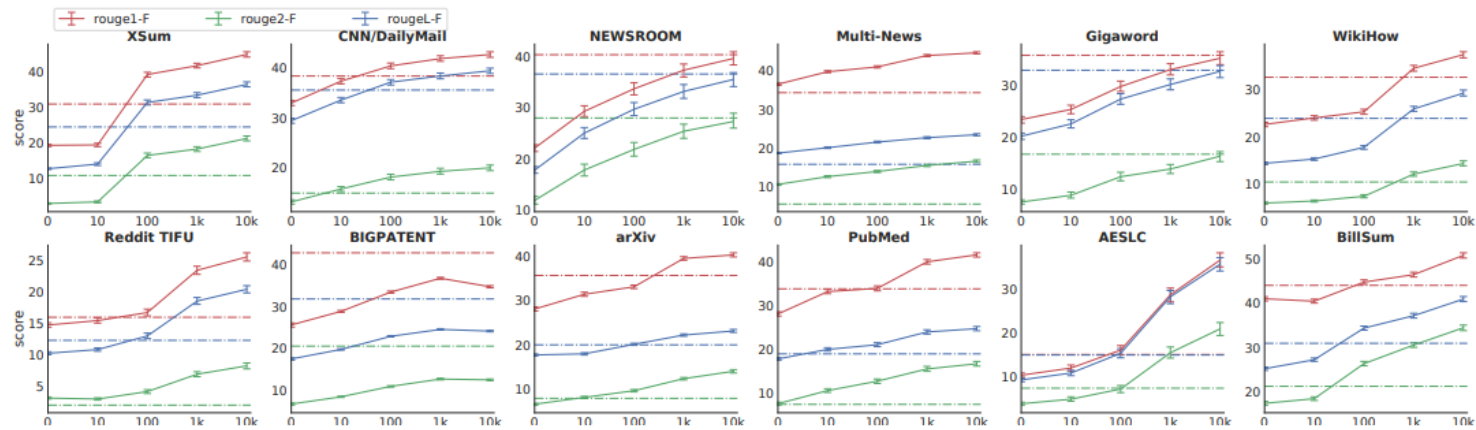 rouge1-F rouge2-F rougeL-F
XSum CNN/DailyMail NEWSROOM Multi-News Gigaword WikiHow
score
40
30
20
10
0 10 100 1k 10k
40
30
20
0 10 100 1k 10k
40
30
20
10
0 10 100 1k 10k
40
30
20
10
0 10 100 1k 10k
30
20
10
0 10 100 1k 10k
30
20
10
0 10 100 1k 10k
Reddit TIFU BIGPATENT arXiv PubMed AESLC BillSum
score
25
20
15
10
5
0 10 100 1k 10k
40
30
20
10
0 10 100 1k 10k
40
30
20
10
0 10 100 1k 10k
40
30
20
10
0 10 100 1k 10k
30
20
10
0 10 100 1k 10k
50
40
30
20
0 10 100 1k 10k